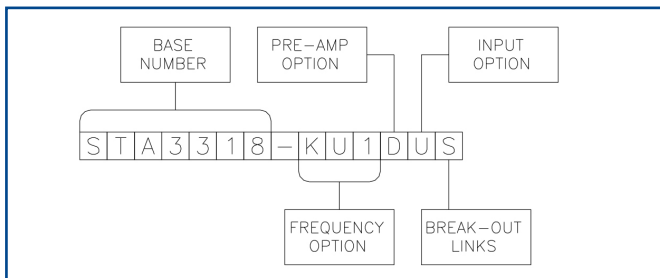 BASE
NUMBER
PRE-AMP
OPTION
INPUT
OPTION
STA3318-KU1DUS
FREQUENCY
OPTION
BREAK-OUT
LINKS